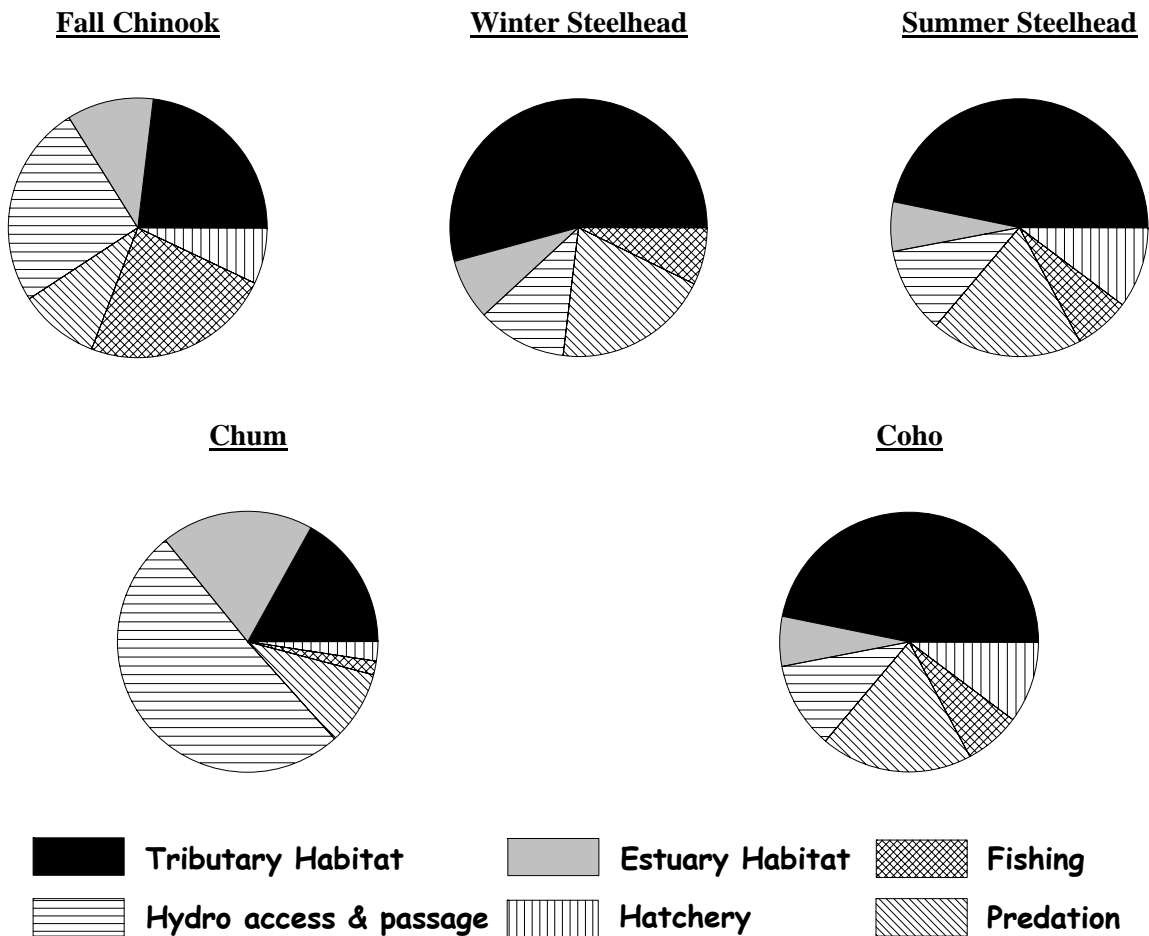 Fall Chinook
Winter Steelhead
Summer Steelhead
Chum
Coho
Tributary Habitat
Estuary Habitat
Fishing
Hydro access & passage
Hatchery
Predation